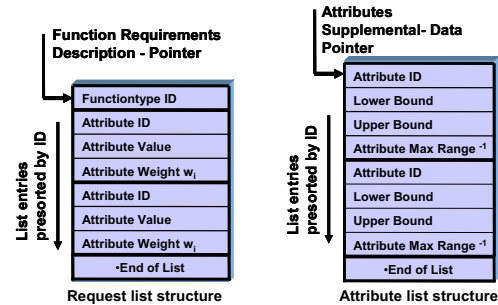 Function Requirements
Description - Pointer
Functiontype ID
Attribute ID
Attribute Value
Attribute Weight wi
Attribute ID
Attribute Value
Attribute Weight wi
•End of List
List entries
presorted by ID
Request list structure
Attributes
Supplemental- Data
Pointer
Attribute ID
Lower Bound
Upper Bound
Attribute Max Range -1
Attribute ID
Lower Bound
Upper Bound
Attribute Max Range -1
•End of List
List entries
presorted by ID
Attribute list structure